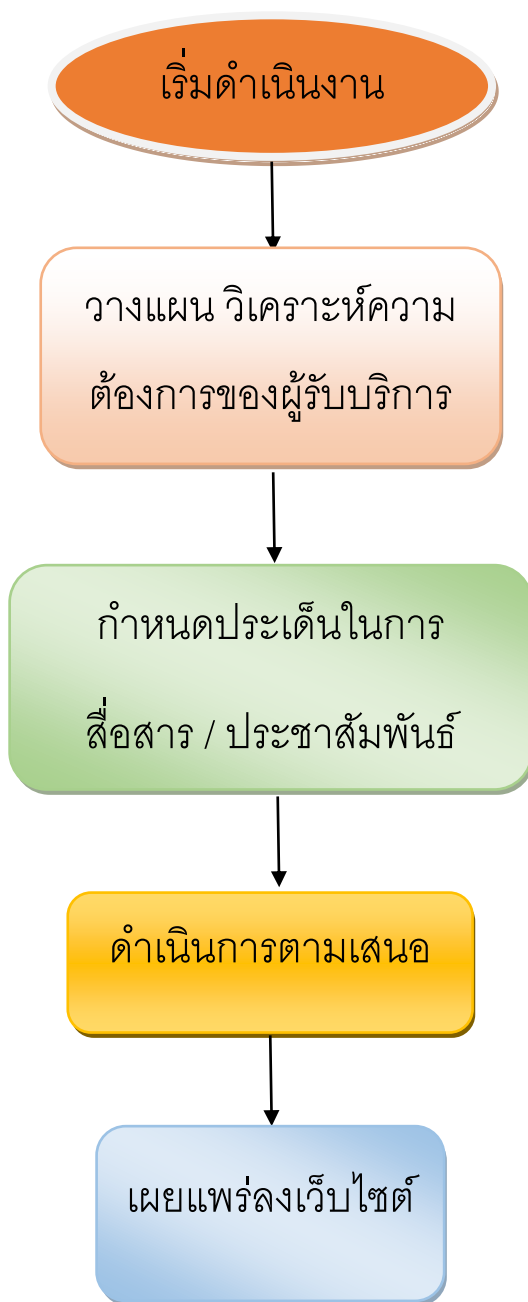 เริ่มดำเนินงาน
วางแผน วิเคราะห์ความ
ต้องการของผู้รับบริการ
กำหนดประเด็นในการ
สื่อสาร / ประชาสัมพันธ์
ดำเนินการตามเสนอ
เผยแพร่ลงเว็บไซต์